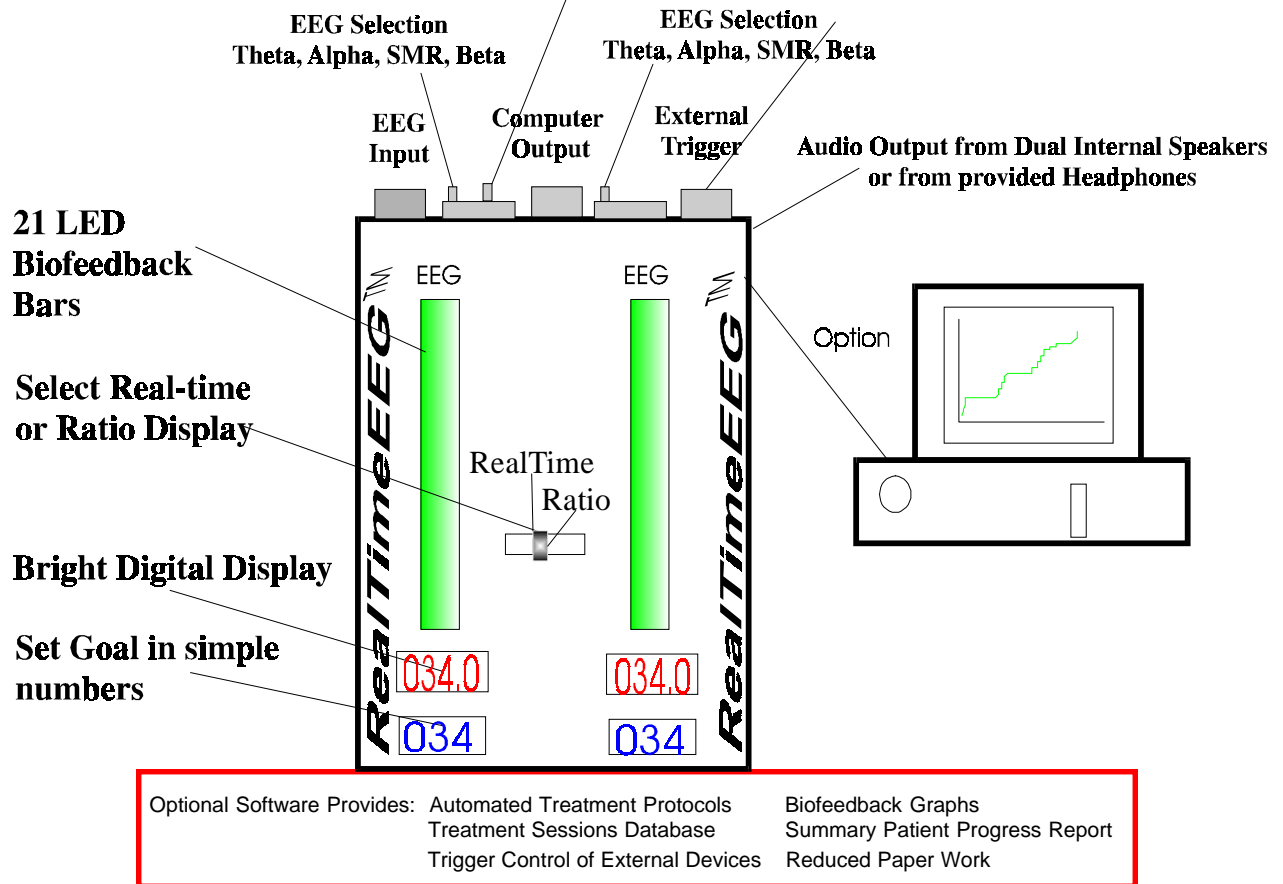 EEG Selection
Theta, Alpha, SMR, Beta
EEG Selection
Theta, Alpha, SMR, Beta
EEG
Input
Computer
Output
External
Trigger
Audio Output from Dual Internal Speakers
or from provided Headphones
21 LED
Biofeedback
Bars
Select Real-time
or Ratio Display
Bright Digital Display
Set Goal in simple
numbers
RealTimeEEG™
EEG
EEG
RealTimeEEG™
RealTime
Ratio
034.0
034.0
034
034
Option
Optional Software Provides: Automated Treatment Protocols Biofeedback Graphs
Treatment Sessions Database Summary Patient Progress Report
Trigger Control of External Devices Reduced Paper Work